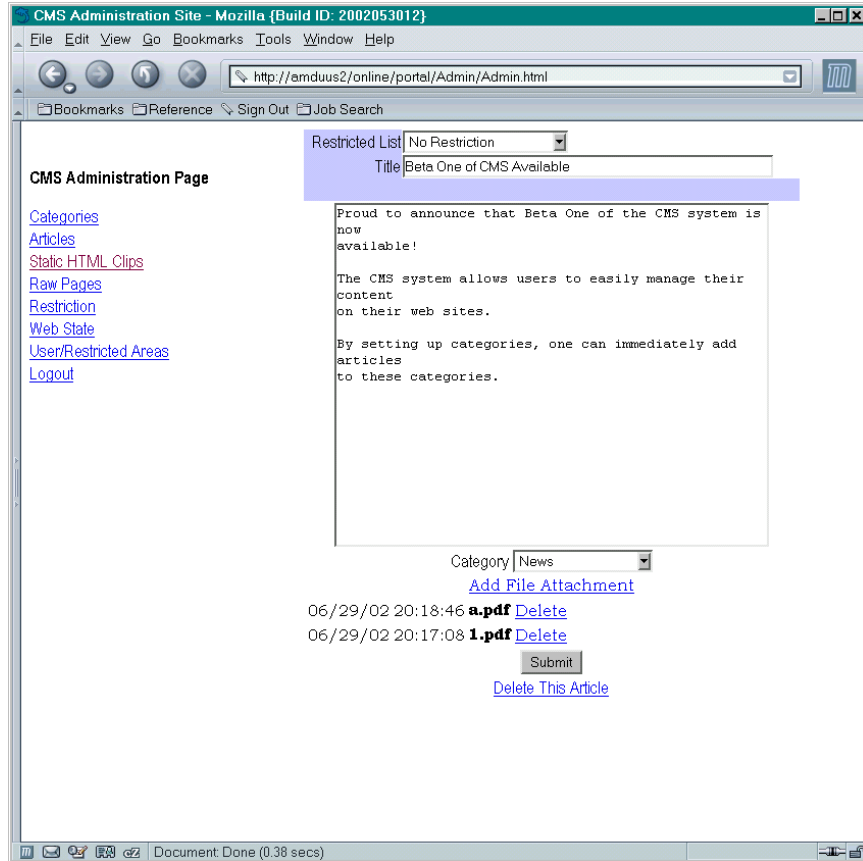 CMS Administration Site - Mozilla {Build ID: 2002053012}
File Edit View Go Bookmarks Tools Window Help
http://amduus2/online/portal/Admin/Admin.html
Bookmarks Reference Sign Out Job Search
CMS Administration Page
Categories
Articles
Static HTML Clips
Raw Pages
Restriction
Web State
User/Restricted Areas
Logout
Restricted List No Restriction
Title Beta One of CMS Available
Proud to announce that Beta One of the CMS system is
now
available!
The CMS system allows users to easily manage their
content
on their web sites.
By setting up categories, one can immediately add
articles
to these categories.
Category News
Add File Attachment
06/29/02 20:18:46 a.pdf Delete
06/29/02 20:17:08 1.pdf Delete
Submit
Delete This Article
Document: Done (0.38 secs)